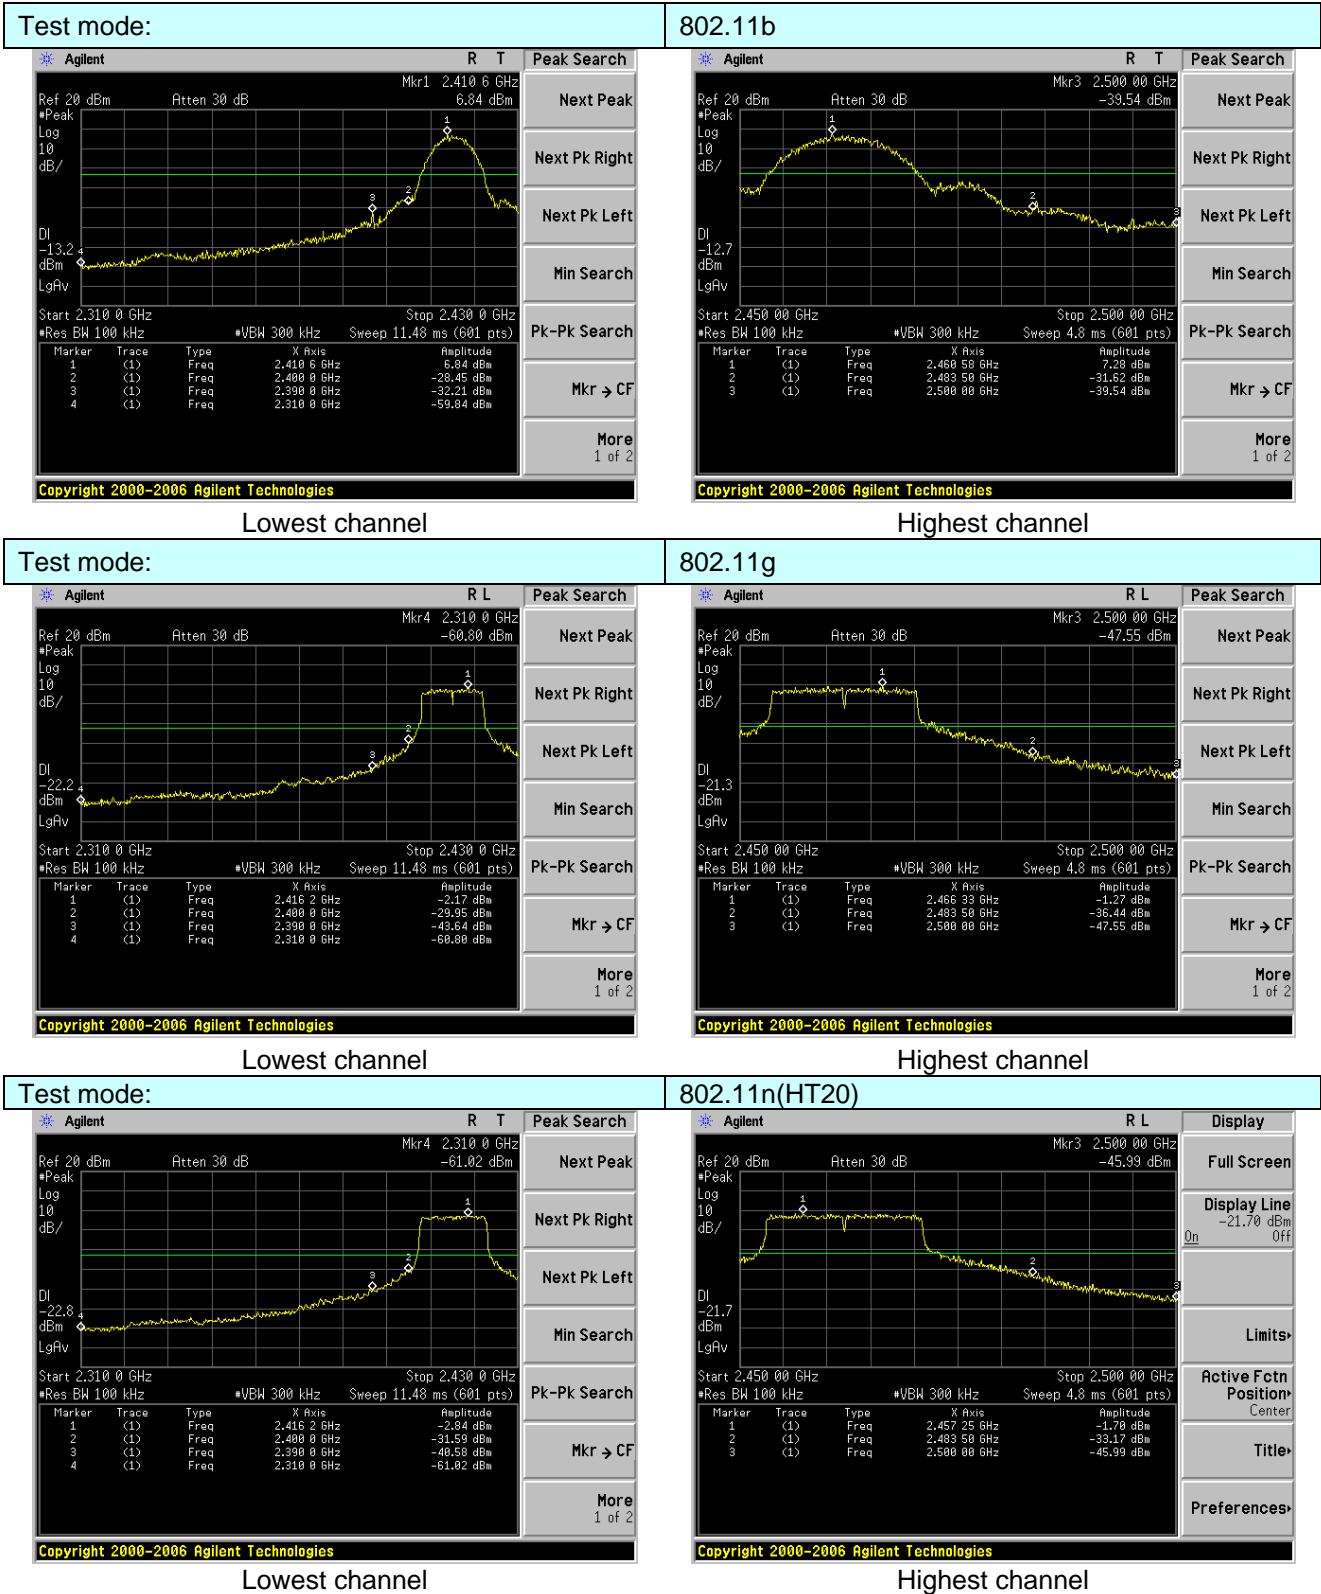 Test mode: 802.11b
Agilent R T Peak Search
Mkr1 2.410 6 GHz
Ref 20 dBm Atten 30 dB 6.84 dBm
#Peak
Log
10
dB/
1
2
3
4
DI
-13.2
dBm
LgAv
Start 2.310 0 GHz Stop 2.430 0 GHz
#Res BW 100 kHz #VBW 300 kHz Sweep 11.48 ms (601 pts)
Marker Trace Type X Axis Amplitude
1 (1) Freq 2.410 6 GHz 6.84 dBm
2 (1) Freq 2.400 0 GHz -28.45 dBm
3 (1) Freq 2.390 0 GHz -32.21 dBm
4 (1) Freq 2.310 0 GHz -59.84 dBm
Next Peak
Next Pk Right
Next Pk Left
Min Search
Pk-Pk Search
Mkr → CF
More
1 of 2
Copyright 2000-2006 Agilent Technologies
Lowest channel
Agilent R T Peak Search
Mkr3 2.500 00 GHz
Ref 20 dBm Atten 30 dB -39.54 dBm
#Peak
Log
10
dB/
1
2
3
DI
-12.7
dBm
LgAv
Start 2.450 00 GHz Stop 2.500 00 GHz
#Res BW 100 kHz #VBW 300 kHz Sweep 4.8 ms (601 pts)
Marker Trace Type X Axis Amplitude
1 (1) Freq 2.460 58 GHz 7.28 dBm
2 (1) Freq 2.483 50 GHz -31.62 dBm
3 (1) Freq 2.500 00 GHz -39.54 dBm
Next Peak
Next Pk Right
Next Pk Left
Min Search
Pk-Pk Search
Mkr → CF
More
1 of 2
Copyright 2000-2006 Agilent Technologies
Highest channel
Test mode: 802.11g
Agilent R L Peak Search
Mkr4 2.310 0 GHz
Ref 20 dBm Atten 30 dB -60.80 dBm
#Peak
Log
10
dB/
1
2
3
4
DI
-22.2
dBm
LgAv
Start 2.310 0 GHz Stop 2.430 0 GHz
#Res BW 100 kHz #VBW 300 kHz Sweep 11.48 ms (601 pts)
Marker Trace Type X Axis Amplitude
1 (1) Freq 2.416 2 GHz -2.17 dBm
2 (1) Freq 2.400 0 GHz -29.95 dBm
3 (1) Freq 2.390 0 GHz -43.64 dBm
4 (1) Freq 2.310 0 GHz -60.80 dBm
Next Peak
Next Pk Right
Next Pk Left
Min Search
Pk-Pk Search
Mkr → CF
More
1 of 2
Copyright 2000-2006 Agilent Technologies
Lowest channel
Agilent R L Peak Search
Mkr3 2.500 00 GHz
Ref 20 dBm Atten 30 dB -47.55 dBm
#Peak
Log
10
dB/
1
2
3
DI
-21.3
dBm
LgAv
Start 2.450 00 GHz Stop 2.500 00 GHz
#Res BW 100 kHz #VBW 300 kHz Sweep 4.8 ms (601 pts)
Marker Trace Type X Axis Amplitude
1 (1) Freq 2.466 33 GHz -1.27 dBm
2 (1) Freq 2.483 50 GHz -36.44 dBm
3 (1) Freq 2.500 00 GHz -47.55 dBm
Next Peak
Next Pk Right
Next Pk Left
Min Search
Pk-Pk Search
Mkr → CF
More
1 of 2
Copyright 2000-2006 Agilent Technologies
Highest channel
Test mode: 802.11n(HT20)
Agilent R T Peak Search
Mkr4 2.310 0 GHz
Ref 20 dBm Atten 30 dB -61.02 dBm
#Peak
Log
10
dB/
1
2
3
4
DI
-22.8
dBm
LgAv
Start 2.310 0 GHz Stop 2.430 0 GHz
#Res BW 100 kHz #VBW 300 kHz Sweep 11.48 ms (601 pts)
Marker Trace Type X Axis Amplitude
1 (1) Freq 2.416 2 GHz -2.84 dBm
2 (1) Freq 2.400 0 GHz -31.59 dBm
3 (1) Freq 2.390 0 GHz -40.58 dBm
4 (1) Freq 2.310 0 GHz -61.02 dBm
Next Peak
Next Pk Right
Next Pk Left
Min Search
Pk-Pk Search
Mkr → CF
More
1 of 2
Copyright 2000-2006 Agilent Technologies
Lowest channel
Agilent R L Display
Mkr3 2.500 00 GHz
Ref 20 dBm Atten 30 dB -45.99 dBm
#Peak
Log
10
dB/
1
2
3
DI
-21.7
dBm
LgAv
Start 2.450 00 GHz Stop 2.500 00 GHz
#Res BW 100 kHz #VBW 300 kHz Sweep 4.8 ms (601 pts)
Marker Trace Type X Axis Amplitude
1 (1) Freq 2.457 25 GHz -1.70 dBm
2 (1) Freq 2.483 50 GHz -33.17 dBm
3 (1) Freq 2.500 00 GHz -45.99 dBm
Full Screen
Display Line
-21.70 dBm
On Off
Limits
Active Fctn
Position
Center
Title
Preferences
Copyright 2000-2006 Agilent Technologies
Highest channel